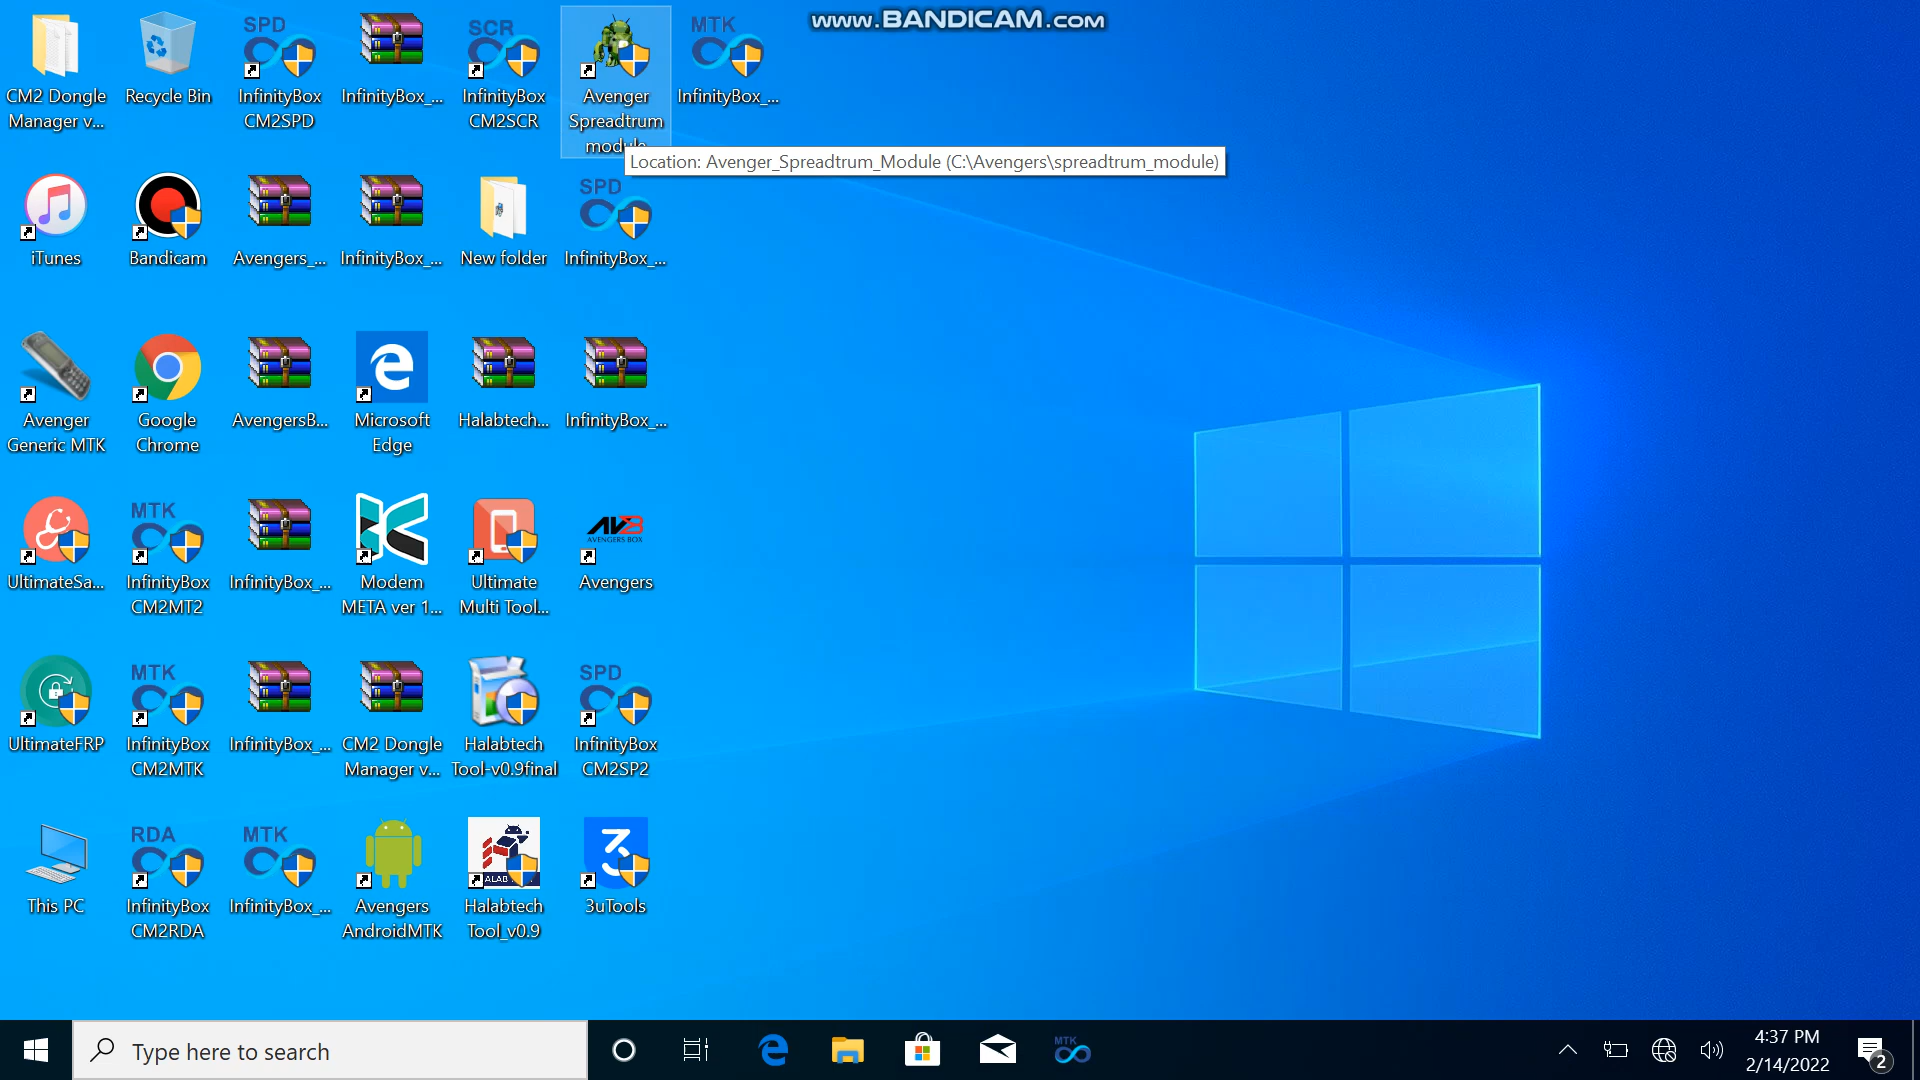 www.BANDICAM.com
CM2 Dongle
Manager v...
Recycle Bin
SPD
InfinityBox
CM2SPD
InfinityBox_...
SCR
InfinityBox
CM2SCR
Avenger
Spreadtrum
module
MTK
InfinityBox_...
Location: Avenger_Spreadtrum_Module (C:\Avengers\spreadtrum_module)
iTunes
Bandicam
Avengers_...
InfinityBox_...
New folder
SPD
InfinityBox_...
Avenger
Generic MTK
Google
Chrome
AvengersB...
Microsoft
Edge
Halabtech...
InfinityBox_...
UltimateSa...
MTK
InfinityBox
CM2MT2
InfinityBox_...
Modem
META ver 1...
Ultimate
Multi Tool...
AVB
AVENGERS BOX
Avengers
UltimateFRP
MTK
InfinityBox
CM2MTK
InfinityBox_...
CM2 Dongle
Manager v...
Halabtech
Tool-v0.9final
SPD
InfinityBox
CM2SP2
This PC
RDA
InfinityBox
CM2RDA
MTK
InfinityBox_...
Avengers
AndroidMTK
Halabtech
Tool_v0.9
3uTools
Type here to search
MTK
4:37 PM
2/14/2022
2